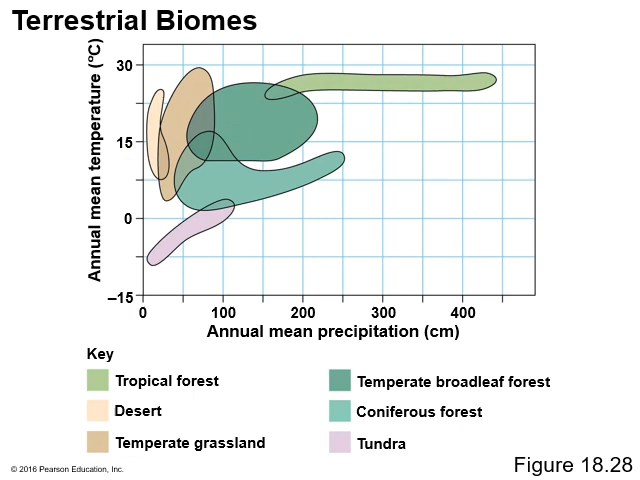 Terrestrial Biomes
Annual mean temperature (°C)
30
15
0
–15
0 100 200 300 400
Annual mean precipitation (cm)
Key
Tropical forest
Temperate broadleaf forest
Desert
Coniferous forest
Temperate grassland
Tundra
© 2016 Pearson Education, Inc.
Figure 18.28